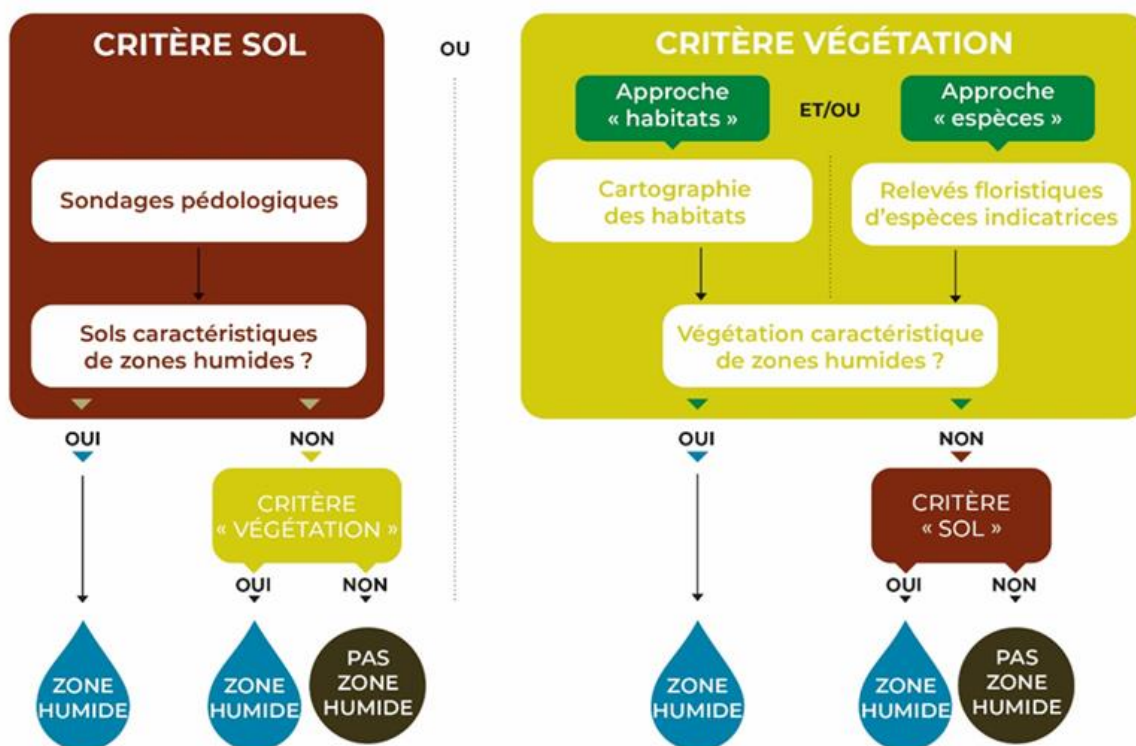 CRITÈRE SOL
Sondages pédologiques
Sols caractéristiques
de zones humides ?
OUI
NON
CRITÈRE
« VÉGÉTATION »
OUI
NON
ZONE
HUMIDE
ZONE
HUMIDE
PAS
ZONE
HUMIDE
OU
CRITÈRE VÉGÉTATION
Approche
« habitats »
ET/OU
Approche
« espèces »
Cartographie
des habitats
Relevés floristiques
d'espèces indicatrices
Végétation caractéristique
de zones humides ?
OUI
NON
CRITÈRE
« SOL »
OUI
NON
ZONE
HUMIDE
ZONE
HUMIDE
PAS
ZONE
HUMIDE